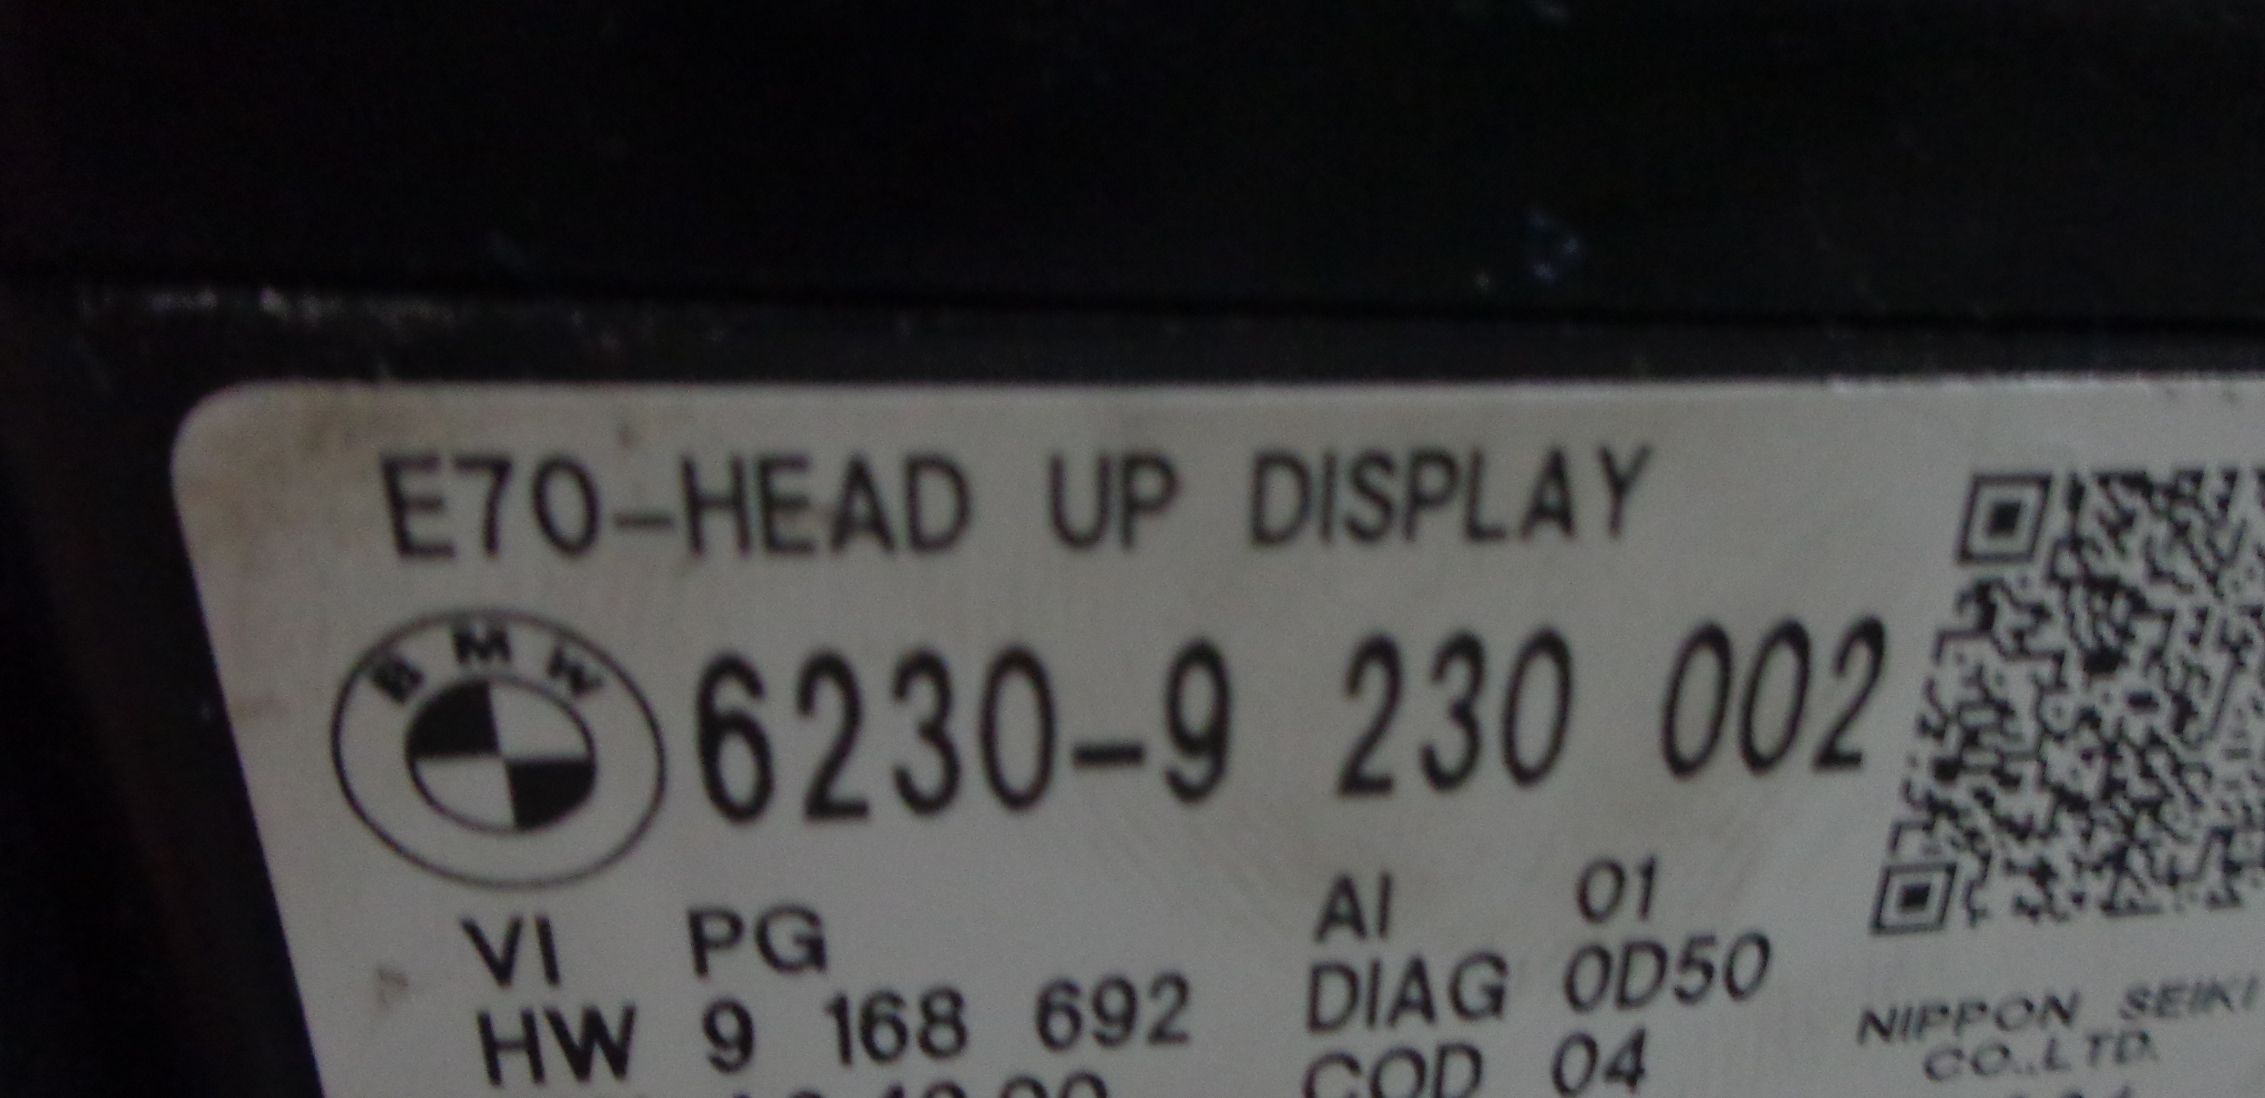 E70-HEAD UP DISPLAY
BMW
6230-9 230 002
VI PG AI 01
HW 9 168 692 DIAG 0D50
COD 04
NIPPON SEIKI
CO.,LTD.